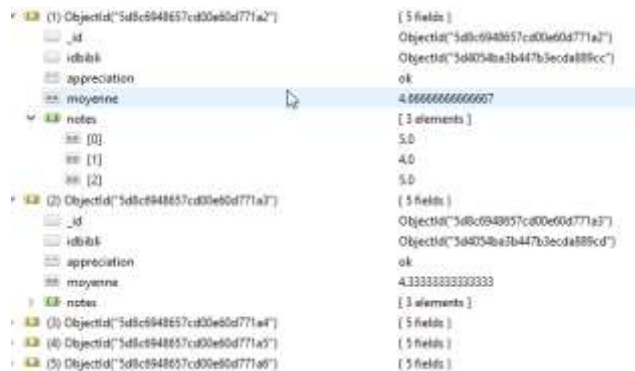 (1) ObjectId("5d8c6948657cd00e60d771a2") { 5 fields }
_id ObjectId("5d8c6948657cd00e60d771a2")
idbibli ObjectId("5d4054ba3b447b3ecda889cc")
appreciation ok
moyenne 4.66666666666667
notes [ 3 elements ]
[0] 5.0
[1] 4.0
[2] 5.0
(2) ObjectId("5d8c6948657cd00e60d771a3") { 5 fields }
_id ObjectId("5d8c6948657cd00e60d771a3")
idbibli ObjectId("5d4054ba3b447b3ecda889cd")
appreciation ok
moyenne 4.33333333333333
notes [ 3 elements ]
(3) ObjectId("5d8c6948657cd00e60d771a4") { 5 fields }
(4) ObjectId("5d8c6948657cd00e60d771a5") { 5 fields }
(5) ObjectId("5d8c6948657cd00e60d771a6") { 5 fields }